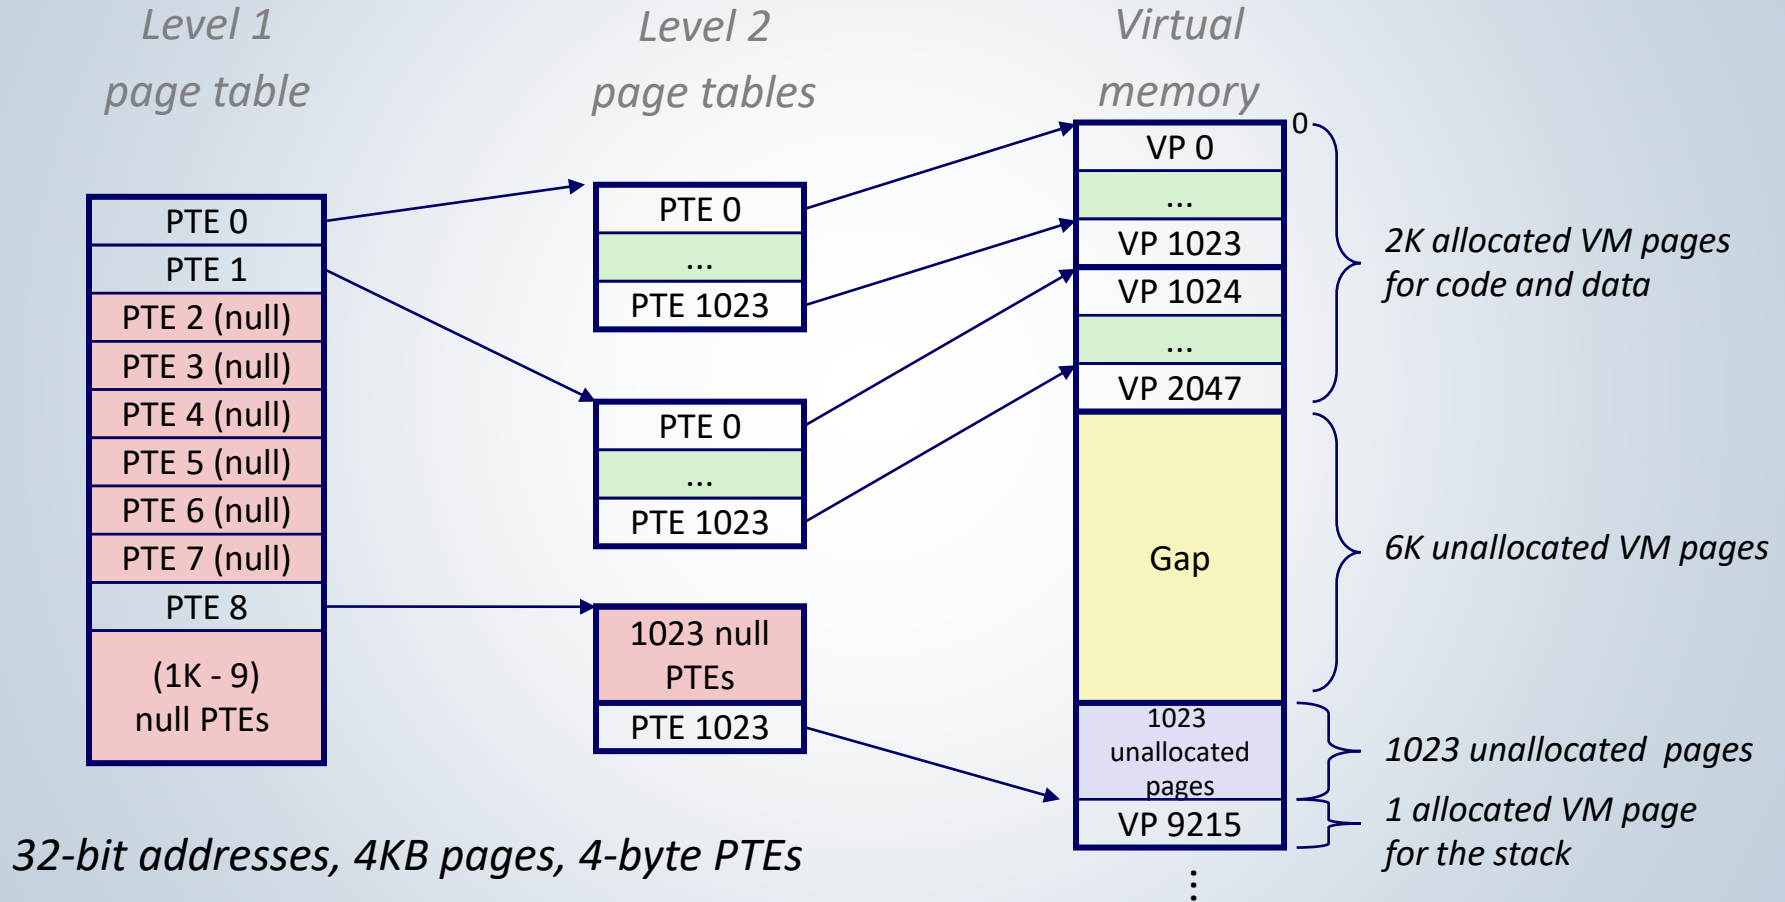 Level 1
page table
Level 2
page tables
Virtual
memory
PTE 0
PTE 1
PTE 2 (null)
PTE 3 (null)
PTE 4 (null)
PTE 5 (null)
PTE 6 (null)
PTE 7 (null)
PTE 8
(1K - 9)
null PTEs
PTE 0
...
PTE 1023
PTE 0
...
PTE 1023
1023 null
PTEs
PTE 1023
0
VP 0
...
VP 1023
VP 1024
...
VP 2047
Gap
1023
unallocated
pages
VP 9215
...
2K allocated VM pages
for code and data
6K unallocated VM pages
1023 unallocated pages
1 allocated VM page
for the stack
32-bit addresses, 4KB pages, 4-byte PTEs